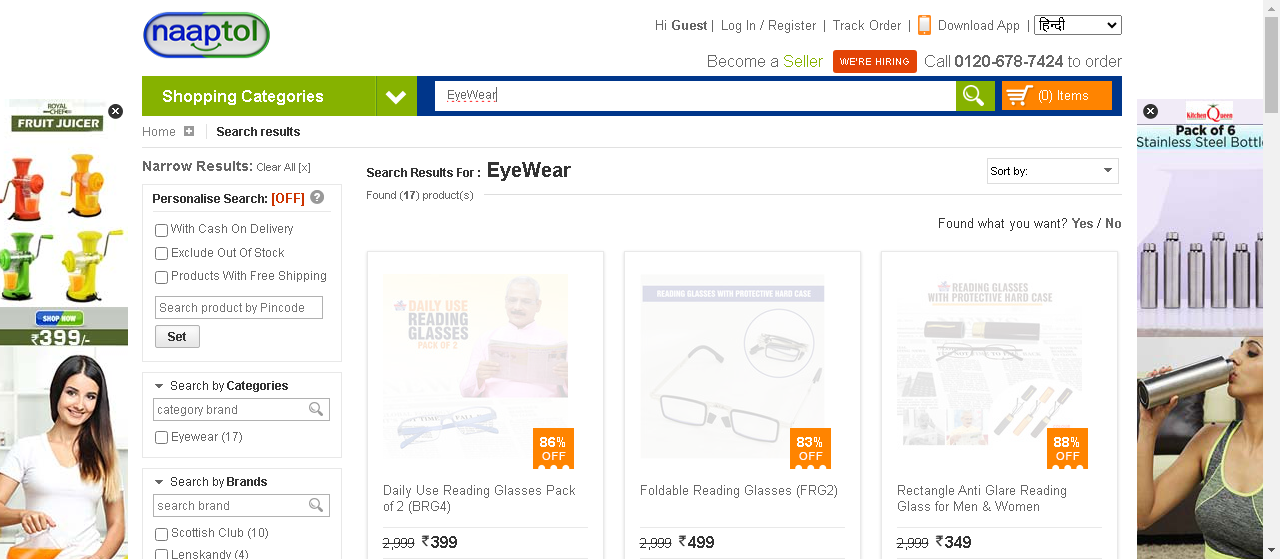 naaptol
Hi Guest | Log In / Register | Track Order | Download App | हिन्दी
Become a Seller WE'RE HIRING Call 0120-678-7424 to order
Shopping Categories
EyeWear
(0) Items
Home
Search results
ROYAL CHEF
FRUIT JUICER
SHOP NOW
₹399/-
Narrow Results: Clear All [x]
Personalise Search: [OFF] ?
With Cash On Delivery
Exclude Out Of Stock
Products With Free Shipping
Search product by Pincode
Set
Search by Categories
category brand
Eyewear (17)
Search by Brands
search brand
Scottish Club (10)
Lenskandy (4)
Search Results For : EyeWear
Sort by:
Found (17) product(s)
Found what you want? Yes / No
DAILY USE
READING
GLASSES
PACK OF 2
86%
OFF
Daily Use Reading Glasses Pack
of 2 (BRG4)
2,999 ₹399
READING GLASSES WITH PROTECTIVE HARD CASE
83%
OFF
Foldable Reading Glasses (FRG2)
2,999 ₹499
READING GLASSES
WITH PROTECTIVE HARD CASE
88%
OFF
Rectangle Anti Glare Reading
Glass for Men & Women
2,999 ₹349
Kitchen Queen
Pack of 6
Stainless Steel Bottl